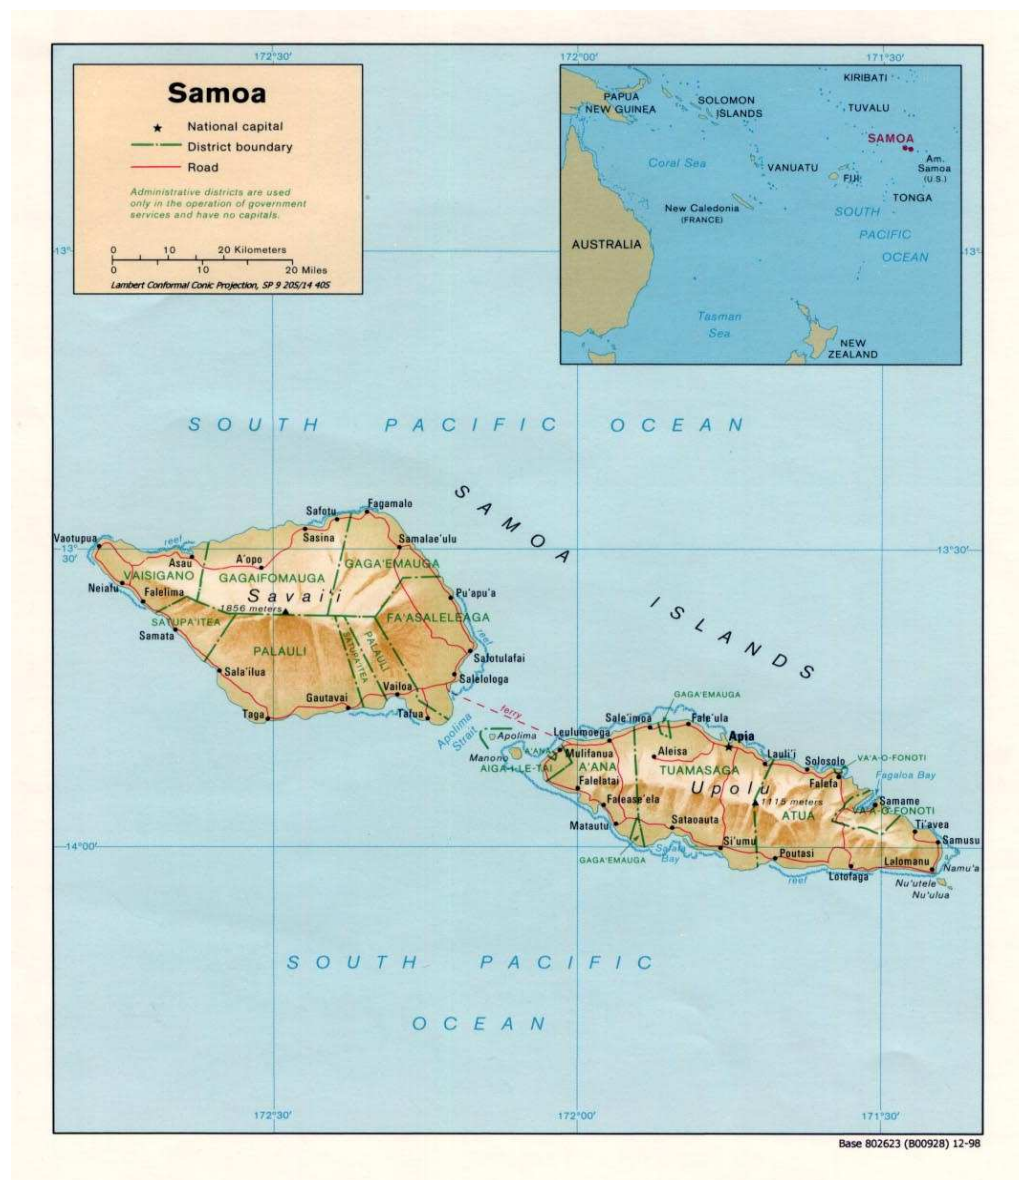 172°30'
172°00'
171°30'
Samoa
National capital
District boundary
Road
Administrative districts are used
only in the operation of government
services and have no capitals.
0 10 20 Kilometers
0 10 20 Miles
Lambert Conformal Conic Projection, SP 9 20S/14 40S
KIRIBATI
PAPUA
NEW GUINEA
SOLOMON
ISLANDS
TUVALU
SAMOA
Coral Sea
VANUATU
FIJI
Am.
Samoa
(U.S.)
TONGA
New Caledonia
(FRANCE)
SOUTH
PACIFIC
OCEAN
AUSTRALIA
Tasman
Sea
NEW
ZEALAND
13°
13°
SOUTH PACIFIC OCEAN
SAMOA
ISLANDS
Fagamalo
Safotu
Sasina
Samalae'ulu
Vaotupua
reef
13°
30'
13°30'
Asau
A'opo
GAGA'EMAUGA
VAISIGANO
GAGAIFOMAUGA
Neiafu
Falelima
Savaii
Pu'apu'a
1856 meters
SATUPA'ITEA
FA'ASALELEAGA
Samata
PALAULI
SATUPA'ITEA
PALAULI
reef
Safotulafai
Sala'ilua
Salelologa
Gautavai
Vailoa
Taga
Tafua
ferry
Apolima
Strait
Apolima
Manono
AIGA-I-LE-TAI
A'ANA
GAGA'EMAUGA
Sale'imoa
Fale'ula
Leulumoega
Apia
Mulifanua
Aleisa
Lauli'i
Solosolo
VA'A-O-FONOTI
A'ANA
TUAMASAGA
Falefa
Fagaloa Bay
Falelatai
Upolu
Falease'ela
1115 meters
Samame
ATUA
VA'A-O-FONOTI
Matautu
Sataoauta
Ti'avea
Si'umu
Samusu
14°00'
Safata
Bay
GAGA'EMAUGA
Poutasi
Lalomanu
Namu'a
reef
Lotofaga
Nu'utele
Nu'ulua
SOUTH PACIFIC
OCEAN
172°30'
172°00'
171°30'
Base 802623 (B00928) 12-98